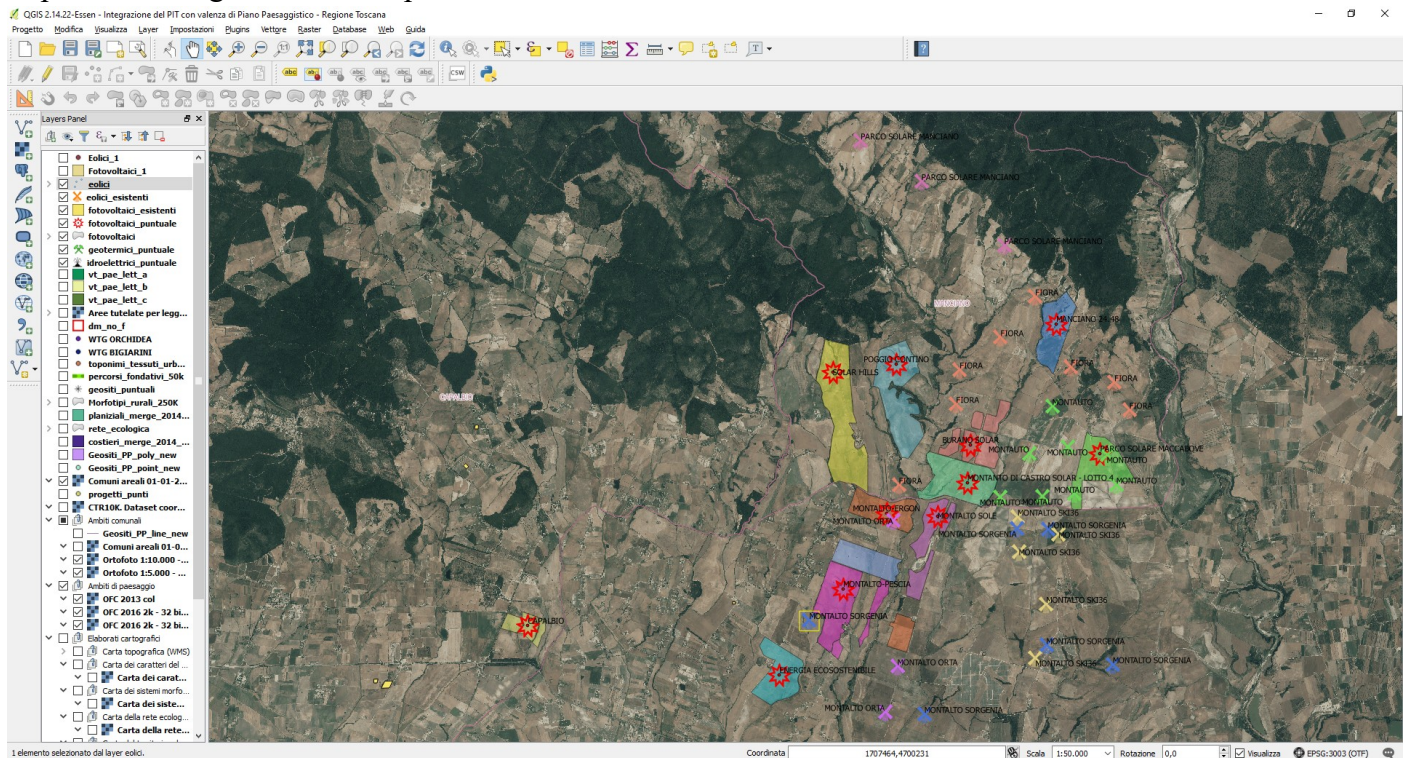 QGIS 2.14.22-Essen - Integrazione del PIT con valenza di Piano Paesaggistico - Regione Toscana
Progetto Modifica Visualizza Layer Impostazioni Plugins Vettore Raster Database Web Guida
Layers Panel
Eolici_1
Fotovoltaici_1
eolici
eolici_esistenti
fotovoltaici_esistenti
fotovoltaici_puntuale
fotovoltaici
geotermici_puntuale
idroelettrici_puntuale
vt_pae_lett_a
vt_pae_lett_b
vt_pae_lett_c
Aree tutelate per legg...
dm_no_f
WTG ORCHIDEA
WTG BIGIARINI
toponimi_tessuti_urb...
percorsi_fondativi_50k
geositi_puntuali
Morfotipi_rurali_250K
planiziali_merge_2014...
rete_ecologica
costieri_merge_2014_...
Geositi_PP_poly_new
Geositi_PP_point_new
Comuni areali 01-01-2...
progetti_punti
CTR10K. Dataset coor...
Ambiti comunali
Geositi_PP_line_new
Comuni areali 01-0...
Ortofoto 1:10.000 -...
Ortofoto 1:5.000 - ...
Ambiti di paesaggio
OFC 2013 col
OFC 2016 2k - 32 bi...
OFC 2016 2k - 32 bi...
Elaborati cartografici
Carta topografica (WMS)
Carta dei caratteri del ...
Carta dei carat...
Carta dei sistemi morfo...
Carta dei siste...
Carta della rete ecolog...
Carta della rete...
PARCO SOLARE MANCIANO
PARCO SOLARE MANCIANO
PARCO SOLARE MANCIANO
FIORA
MANCIANO
MANCIANO 24,48
FIORA
POGGIO CONTINO
SOLAR HILLS
FIORA
FIORA
FIORA
CAPALBIO
FIORA
MONTAUTO
FIORA
BURANO SOLAR
MONTAUTO
MONTAUTO
PARCO SOLARE MACCABOVE
MONTAUTO
MONTANTO DI CASTRO SOLAR - LOTTO 4
FIORA
MONTAUTO
MONTAUTO
MONTAUTO
MONTAUTO
MONTALTO ERGON
MONTALTO ORTA
MONTALTO SOLE
MONTALTO SKI36
MONTALTO SORGENIA
MONTALTO SORGENIA
MONTALTO SKI36
MONTALTO SKI36
MONTALTO-PESCIA
MONTALTO SKI36
MONTALTO SORGENIA
CAPALBIO
MONTALTO SORGENIA
MONTALTO SKI36
MONTALTO SORGENIA
MONTALTO ORTA
ENERGIA ECOSOSTENIBILE
MONTALTO ORTA
MONTALTO SORGENIA
1 elemento selezionato dal layer eolici.
Coordinata 1707464,4700231 Scala 1:50.000 Rotazione 0,0 Visualizza EPSG:3003 (OTF)